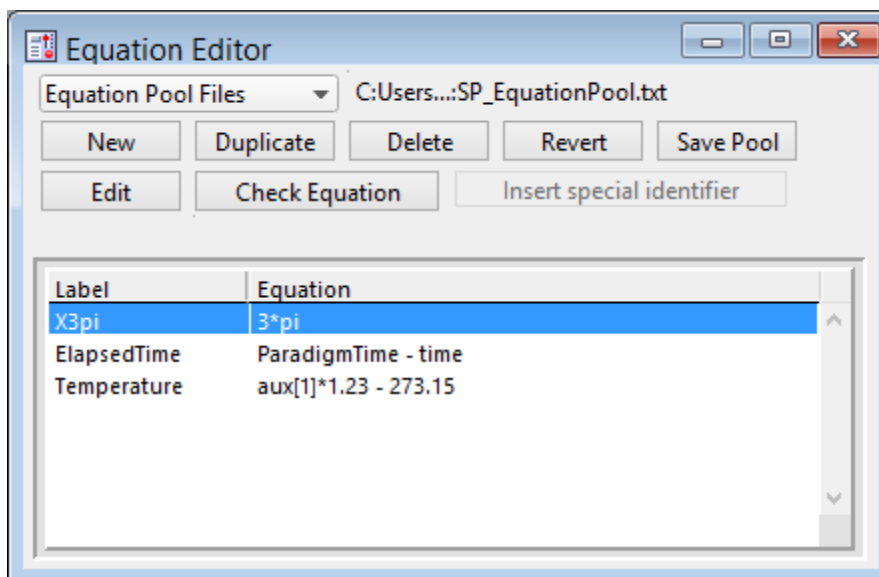 Equation Editor
Equation Pool Files C:Users...:SP_EquationPool.txt
New Duplicate Delete Revert Save Pool
Edit Check Equation Insert special identifier
Label Equation
X3pi 3*pi
ElapsedTime ParadigmTime - time
Temperature aux[1]*1.23 - 273.15